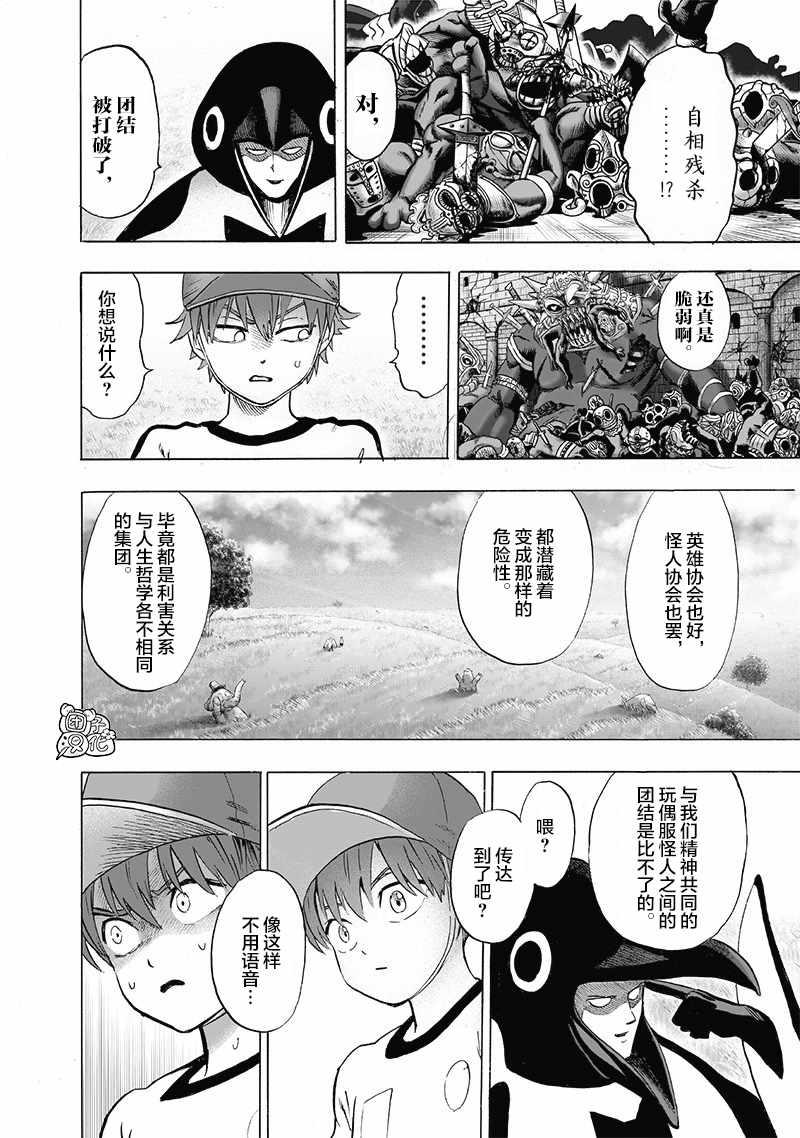 自相残杀
………!?
对，
团结
被打破了，
还真是
脆弱啊。
……
你想说什么？
英雄协会也好，
怪人协会也罢，
都潜藏着
变成那样的
危险性。
毕竟都是利害关系
与人生哲学各不相同
的集团。
与我们精神共同的
玩偶服怪人之间的
团结是比不了的。
喂？
传达
到了吧？
像这样
不用语音…
团子
识化